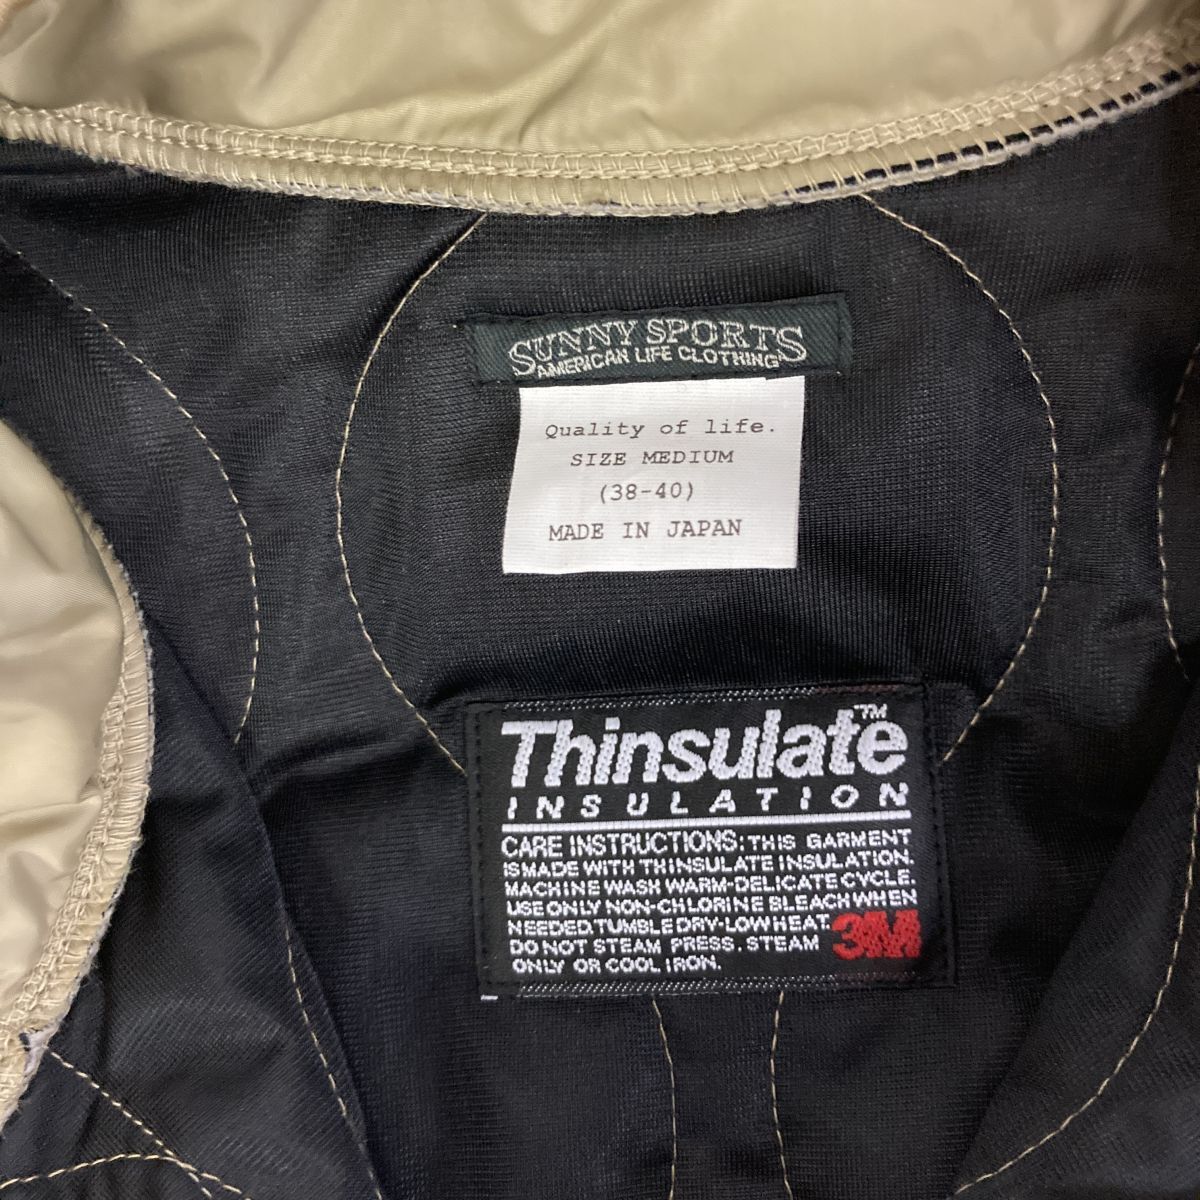 SUNNY SPORTS
AMERICAN LIFE CLOTHING
Quality of life.
SIZE MEDIUM
(38-40)
MADE IN JAPAN
Thinsulate™
INSULATION
CARE INSTRUCTIONS: THIS GARMENT
IS MADE WITH THINSULATE INSULATION.
MACHINE WASH WARM-DELICATE CYCLE.
USE ONLY NON-CHLORINE BLEACH WHEN
NEEDED. TUMBLE DRY-LOW HEAT.
DO NOT STEAM PRESS. STEAM
ONLY OR COOL IRON.
3M